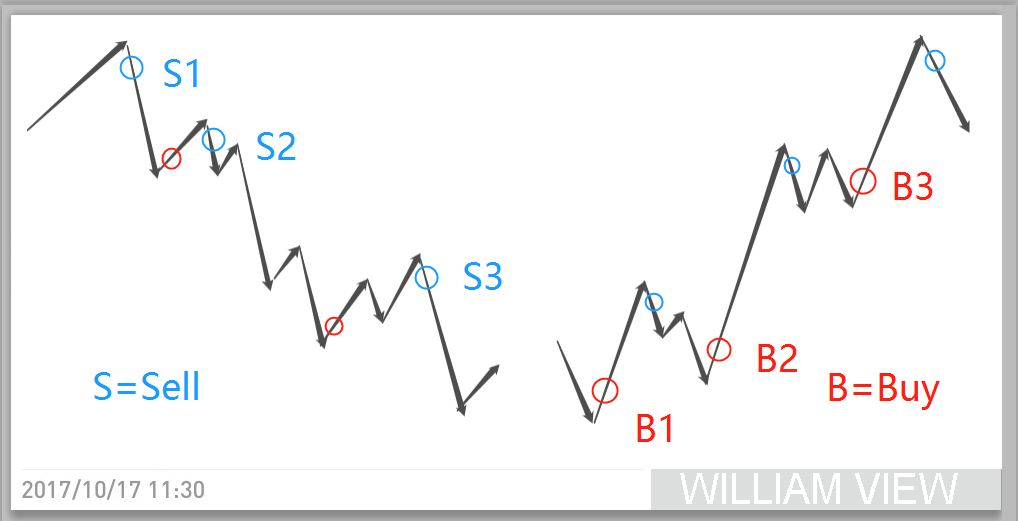 S1
S2
S3
S=Sell
B1
B2
B3
B=Buy
2017/10/17 11:30
WILLIAM VIEW